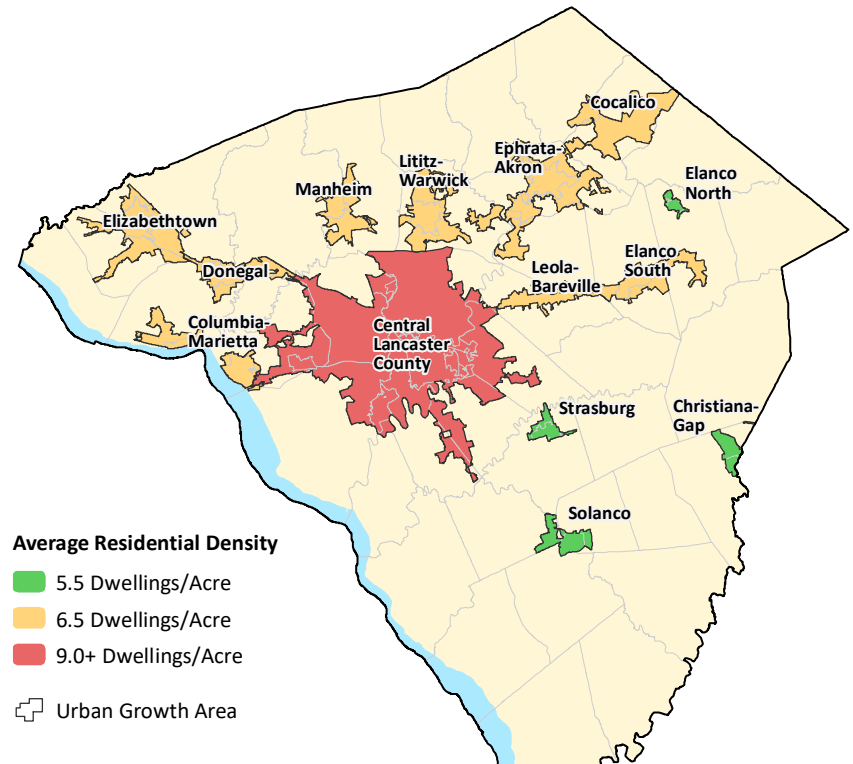 Cocalico
Ephrata-
Akron
Lititz-
Warwick
Elanco
North
Manheim
Elizabethtown
Elanco
South
Donegal
Leola-
Bareville
Columbia-
Marietta
Central
Lancaster
County
Strasburg
Christiana-
Gap
Solanco
Average Residential Density
5.5 Dwellings/Acre
6.5 Dwellings/Acre
9.0+ Dwellings/Acre
Urban Growth Area